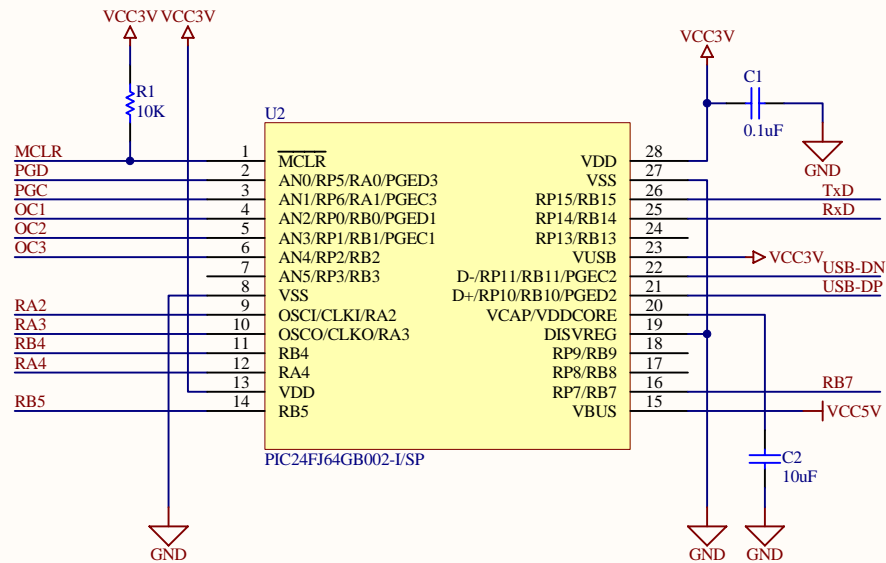 VCC3V VCC3V
VCC3V
R1
10K
C1
0.1uF
GND
U2
MCLR 1 MCLR
PGD 2 AN0/RP5/RA0/PGED3
PGC 3 AN1/RP6/RA1/PGEC3
OC1 4 AN2/RP0/RB0/PGED1
OC2 5 AN3/RP1/RB1/PGEC1
OC3 6 AN4/RP2/RB2
7 AN5/RP3/RB3
8 VSS
RA2 9 OSCI/CLKI/RA2
RA3 10 OSCO/CLKO/RA3
RB4 11 RB4
RA4 12 RA4
13 VDD
RB5 14 RB5
VDD 28
VSS 27
RP15/RB15 26 TxD
RP14/RB14 25 RxD
RP13/RB13 24
VUSB 23 VCC3V
D-/RP11/RB11/PGEC2 22 USB-DN
D+/RP10/RB10/PGED2 21 USB-DP
VCAP/VDDCORE 20
DISVREG 19
RP9/RB9 18
RP8/RB8 17
RP7/RB7 16 RB7
VBUS 15 VCC5V
PIC24FJ64GB002-I/SP
C2
10uF
GND
GND GND